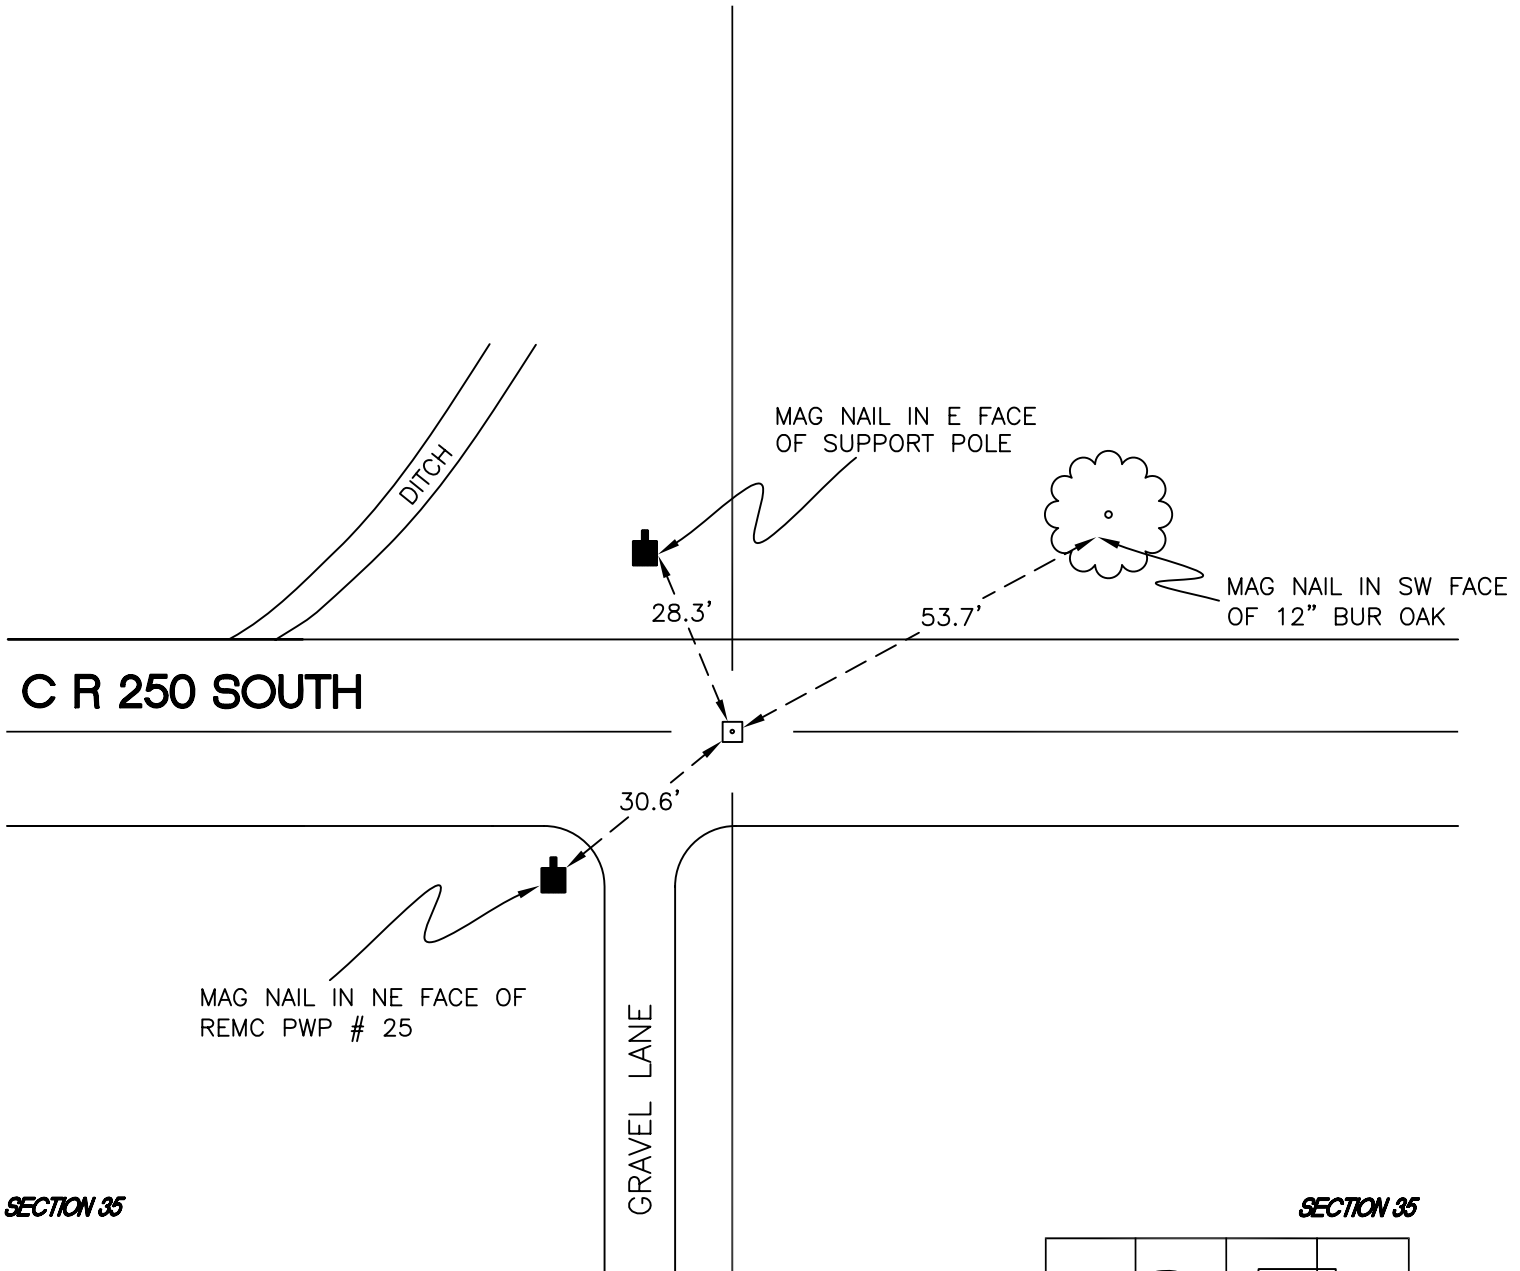 MAG NAIL IN E FACE
OF SUPPORT POLE
DITCH
MAG NAIL IN SW FACE
OF 12" BUR OAK
28.3'
53.7'
C R 250 SOUTH
30.6'
MAG NAIL IN NE FACE OF
REMC PWP # 25
GRAVEL LANE
SECTION 35
SECTION 35